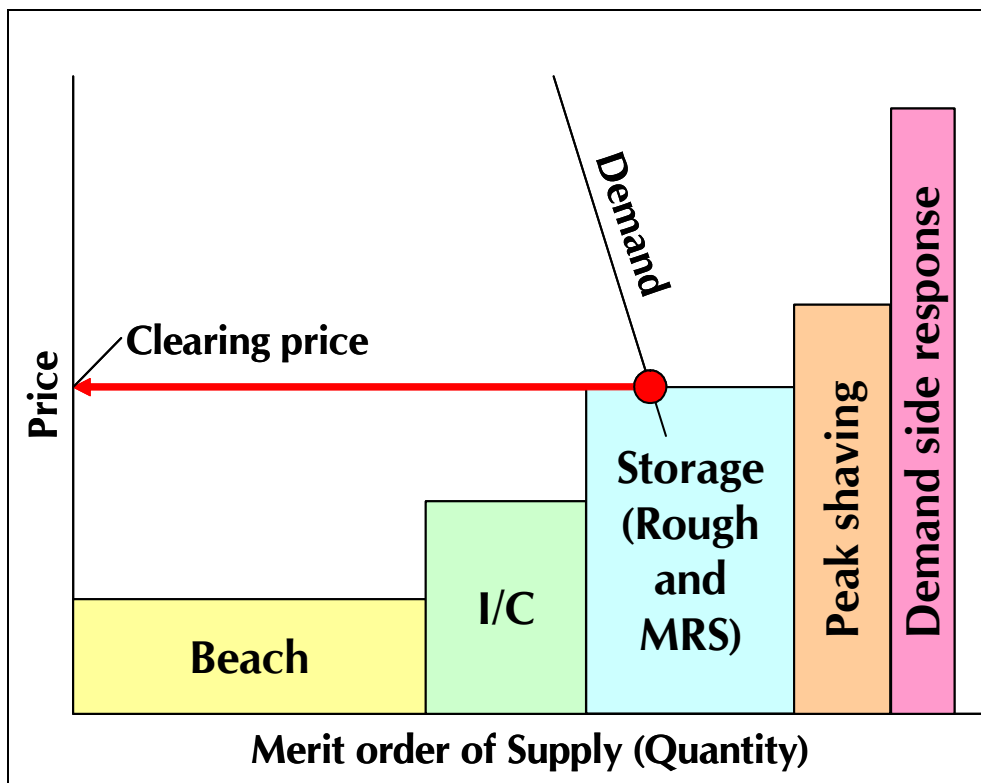 Demand
Clearing price
Price
Beach
I/C
Storage
(Rough
and
MRS)
Peak shaving
Demand side response
Merit order of Supply (Quantity)